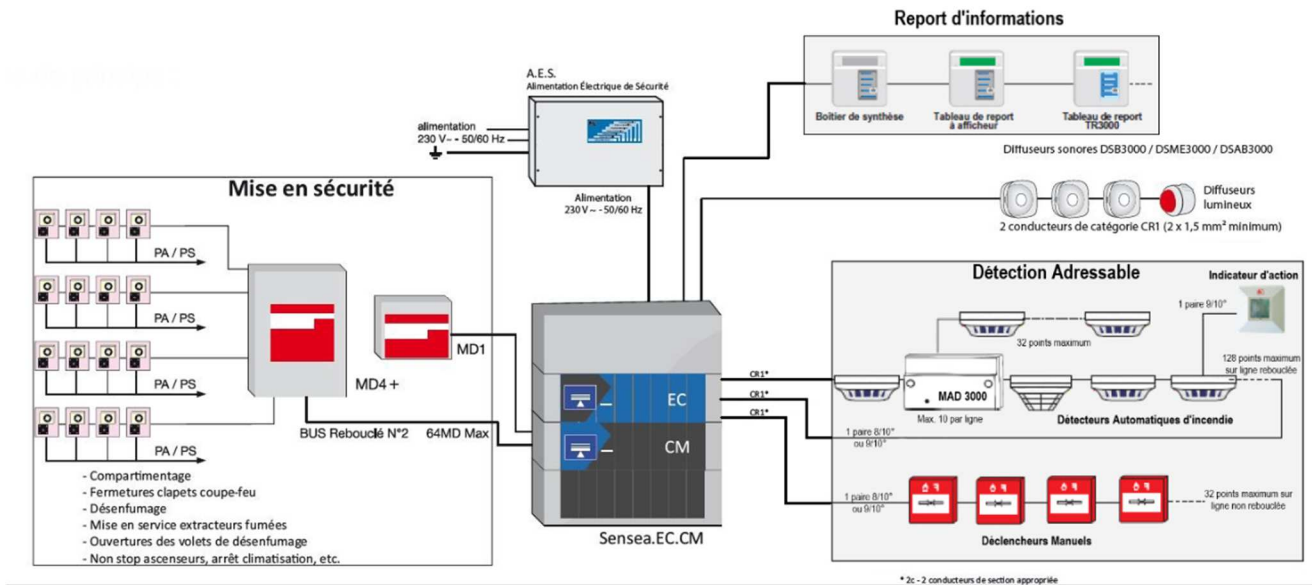 Report d'informations
Boîtier de synthèse
Tableau de report
à afficheur
Tableau de report
TR3000
A.E.S.
Alimentation Électrique de Sécurité
alimentation
230 V~ - 50/60 Hz
Alimentation
230 V ~ - 50/60 Hz
Diffuseurs sonores DSB3000 / DSME3000 / DSAB3000
Diffuseurs
lumineux
2 conducteurs de catégorie CR1 (2 x 1,5 mm² minimum)
Mise en sécurité
PA / PS
PA / PS
PA / PS
PA / PS
MD4 +
MD1
BUS Rebouclé N°2
64MD Max
- Compartimentage
- Fermetures clapets coupe-feu
- Désenfumage
- Mise en service extracteurs fumées
- Ouvertures des volets de désenfumage
- Non stop ascenseurs, arrêt climatisation, etc.
EC
CM
Sensea.EC.CM
CR1*
CR1*
CR1*
Détection Adressable
Indicateur d'action
1 paire 9/10°
32 points maximum
128 points maximum
sur ligne rebouclée
MAD 3000
Max. 10 par ligne
Détecteurs Automatiques d'incendie
1 paire 8/10°
ou 9/10°
1 paire 8/10°
ou 9/10°
32 points maximum sur
ligne non rebouclée
Déclencheurs Manuels
* 2c - 2 conducteurs de section appropriée